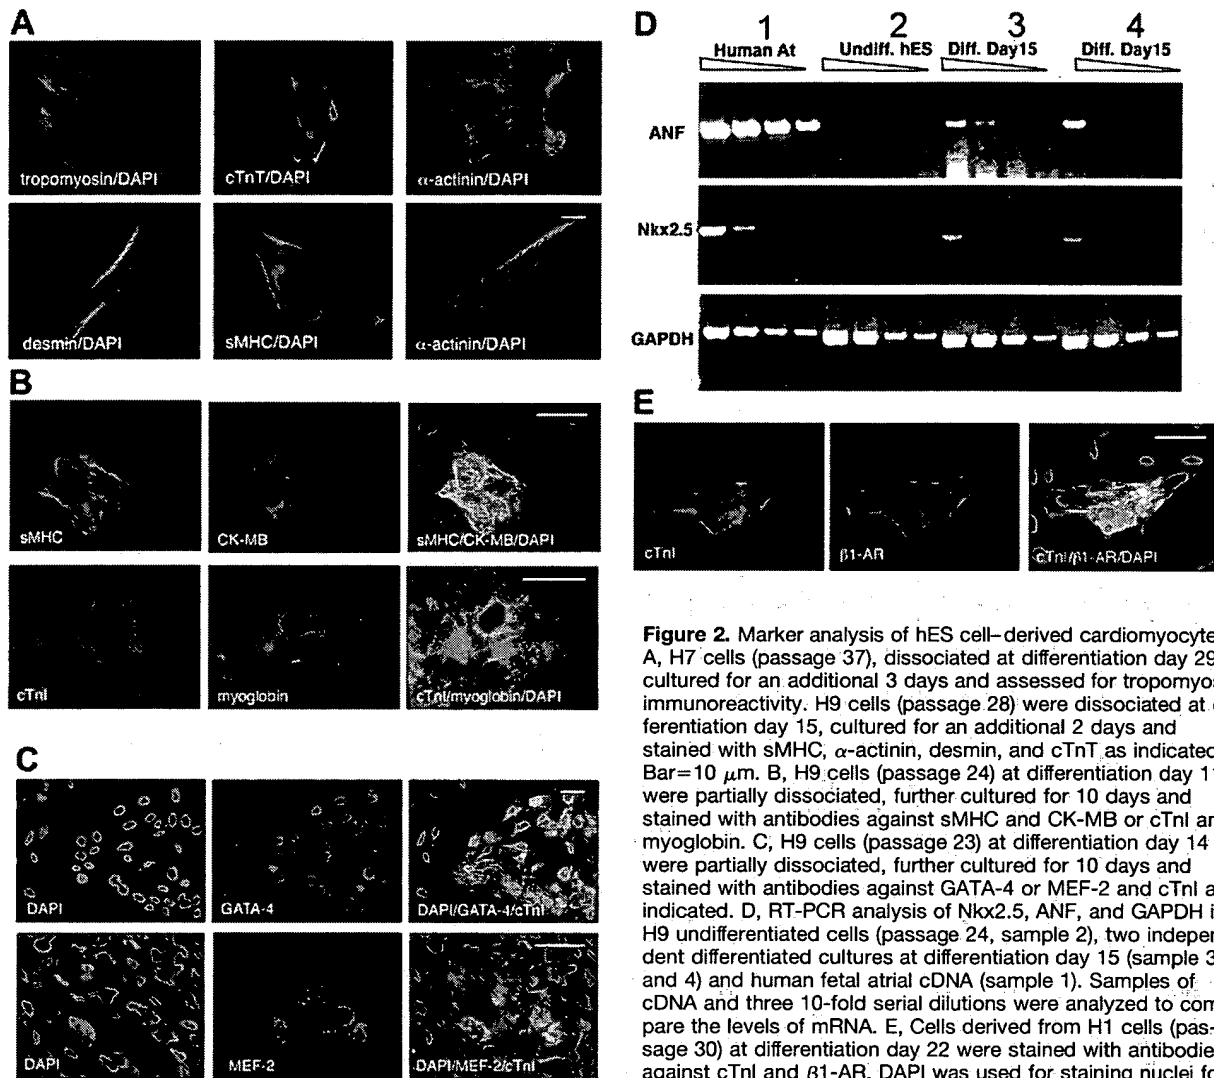 A
tropomyosin/DAPI
cTnT/DAPI
α-actinin/DAPI
desmin/DAPI
sMHC/DAPI
α-actinin/DAPI
B
sMHC
CK-MB
sMHC/CK-MB/DAPI
cTnI
myoglobin
cTnI/myoglobin/DAPI
C
DAPI
GATA-4
DAPI/GATA-4/cTnI
DAPI
MEF-2
DAPI/MEF-2/cTnI
D
1 2 3 4
Human At Undiff. hES Diff. Day15 Diff. Day15
ANF
Nkx2.5
GAPDH
E
cTnI
β1-AR
cTnI/β1-AR/DAPI
Figure 2. Marker analysis of hES cell–derived cardiomyocyte
A, H7 cells (passage 37), dissociated at differentiation day 29
cultured for an additional 3 days and assessed for tropomyos
immunoreactivity. H9 cells (passage 28) were dissociated at
ferentiation day 15, cultured for an additional 2 days and
stained with sMHC, α-actinin, desmin, and cTnT as indicated
Bar=10 μm. B, H9 cells (passage 24) at differentiation day 1
were partially dissociated, further cultured for 10 days and
stained with antibodies against sMHC and CK-MB or cTnI an
myoglobin. C, H9 cells (passage 23) at differentiation day 14
were partially dissociated, further cultured for 10 days and
stained with antibodies against GATA-4 or MEF-2 and cTnI a
indicated. D, RT-PCR analysis of Nkx2.5, ANF, and GAPDH i
H9 undifferentiated cells (passage 24, sample 2), two indepen-
dent differentiated cultures at differentiation day 15 (sample 3
and 4) and human fetal atrial cDNA (sample 1). Samples of
cDNA and three 10-fold serial dilutions were analyzed to com-
pare the levels of mRNA. E, Cells derived from H1 cells (pas-
sage 30) at differentiation day 22 were stained with antibodie
against cTnI and β1-AR. DAPI was used for staining nuclei fo